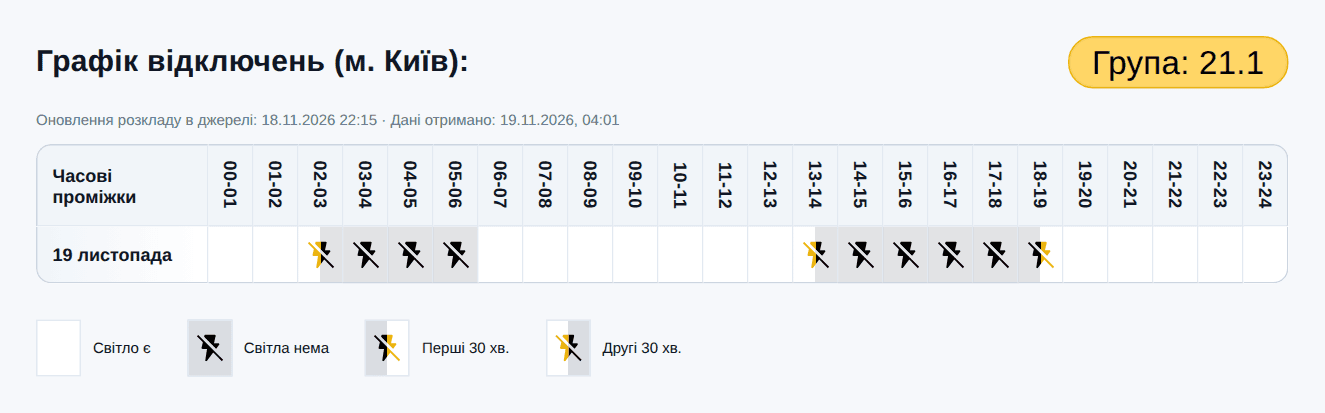 Графік відключень (м. Київ):
Група: 21.1
Оновлення розкладу в джерелі: 18.11.2026 22:15 · Дані отримано: 19.11.2026, 04:01
Часові
проміжки
00-01
01-02
02-03
03-04
04-05
05-06
06-07
07-08
08-09
09-10
10-11
11-12
12-13
13-14
14-15
15-16
16-17
17-18
18-19
19-20
20-21
21-22
22-23
23-24
19 листопада
Світло є
Світла нема
Перші 30 хв.
Другі 30 хв.